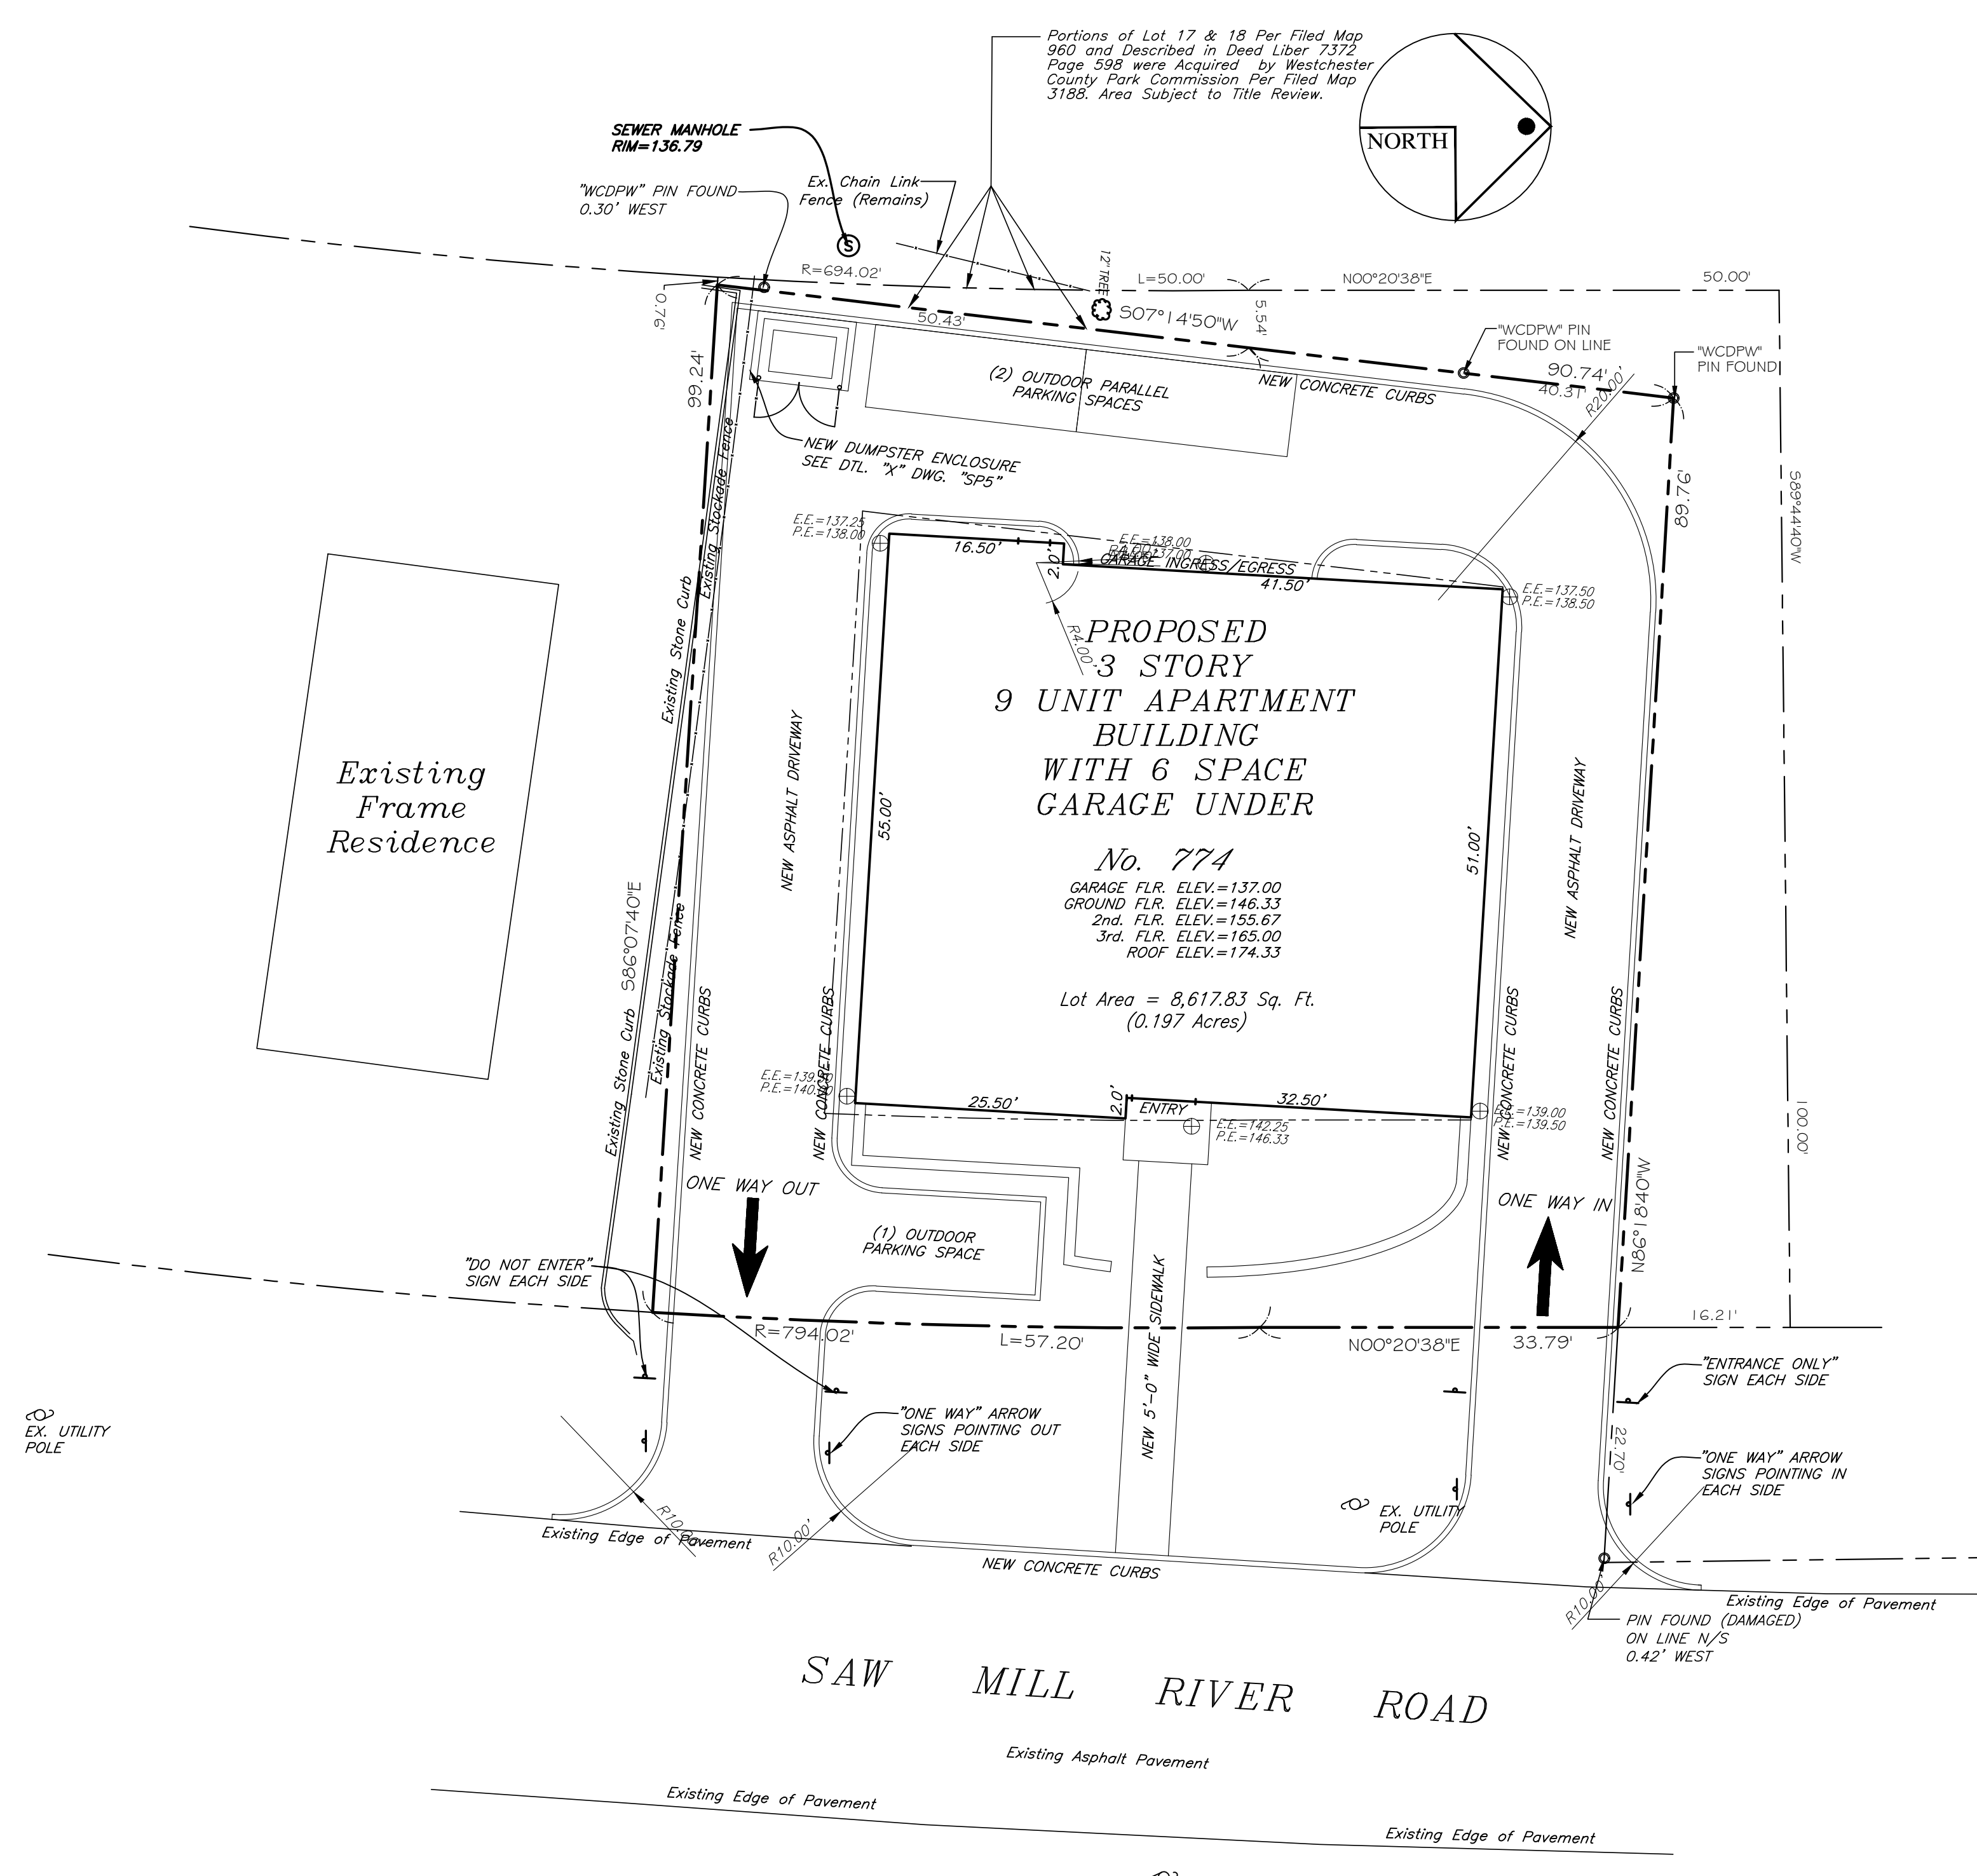 Portions of Lot 17 & 18 Per Filed Map
960 and Described in Deed Liber 7372
Page 598 were Acquired by Westchester
County Park Commission Per Filed Map
3188. Area Subject to Title Review.
NORTH
SEWER MANHOLE
RIM=136.79
"WCDPW" PIN FOUND
0.30' WEST
Ex. Chain Link
Fence (Remains)
S
12" TREE
R=694.02'
L=50.00'
N00°20'38"E
50.00'
0.76'
50.43'
S07°14'50"W
5.54'
"WCDPW" PIN
FOUND ON LINE
"WCDPW"
PIN FOUND
90.74'
40.31'
R20.00'
99.24'
(2) OUTDOOR PARALLEL
PARKING SPACES
NEW CONCRETE CURBS
NEW DUMPSTER ENCLOSURE
SEE DTL. "X" DWG. "SP5"
Existing Stockade Fence
89.76'
S89°44'40"W
E.E.=137.25
P.E.=138.00
16.50'
2.0'
E.E.=138.00
GARAGE INGRESS/EGRESS
41.50'
E.E.=137.50
P.E.=138.50
R4.00'
Existing Stone Curb
PROPOSED
3 STORY
9 UNIT APARTMENT
BUILDING
WITH 6 SPACE
GARAGE UNDER
No. 774
GARAGE FLR. ELEV.=137.00
GROUND FLR. ELEV.=146.33
2nd. FLR. ELEV.=155.67
3rd. FLR. ELEV.=165.00
ROOF ELEV.=174.33
Lot Area = 8,617.83 Sq. Ft.
(0.197 Acres)
Existing
Frame
Residence
NEW ASPHALT DRIVEWAY
55.00'
51.00'
NEW ASPHALT DRIVEWAY
S86°07'40"E
Existing Stone Curb
Existing Stockade Fence
NEW CONCRETE CURBS
NEW CONCRETE CURBS
NEW CONCRETE CURBS
NEW CONCRETE CURBS
E.E.=139.
P.E.=140.
25.50'
2.0'
ENTRY
32.50'
E.E.=142.25
P.E.=146.33
E.E.=139.00
P.E.=139.50
100.00'
N86°18'40"W
ONE WAY OUT
ONE WAY IN
(1) OUTDOOR
PARKING SPACE
"DO NOT ENTER"
SIGN EACH SIDE
NEW 5'-0" WIDE SIDEWALK
R=794.02'
L=57.20'
N00°20'38"E
33.79'
16.21'
"ENTRANCE ONLY"
SIGN EACH SIDE
"ONE WAY" ARROW
SIGNS POINTING OUT
EACH SIDE
22.70'
"ONE WAY" ARROW
SIGNS POINTING IN
EACH SIDE
EX. UTILITY
POLE
EX. UTILITY
POLE
R10.00'
R10.00'
Existing Edge of Pavement
NEW CONCRETE CURBS
R10.00'
Existing Edge of Pavement
PIN FOUND (DAMAGED)
ON LINE N/S
0.42' WEST
SAW MILL RIVER ROAD
Existing Asphalt Pavement
Existing Edge of Pavement
Existing Edge of Pavement